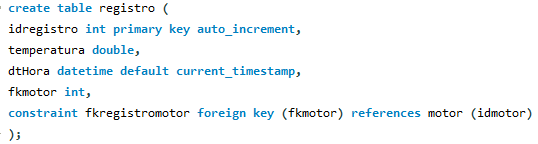 create table registro (
idregistro int primary key auto_increment,
temperatura double,
dtHora datetime default current_timestamp,
fkmotor int,
constraint fkregistromotor foreign key (fkmotor) references motor (idmotor)
);